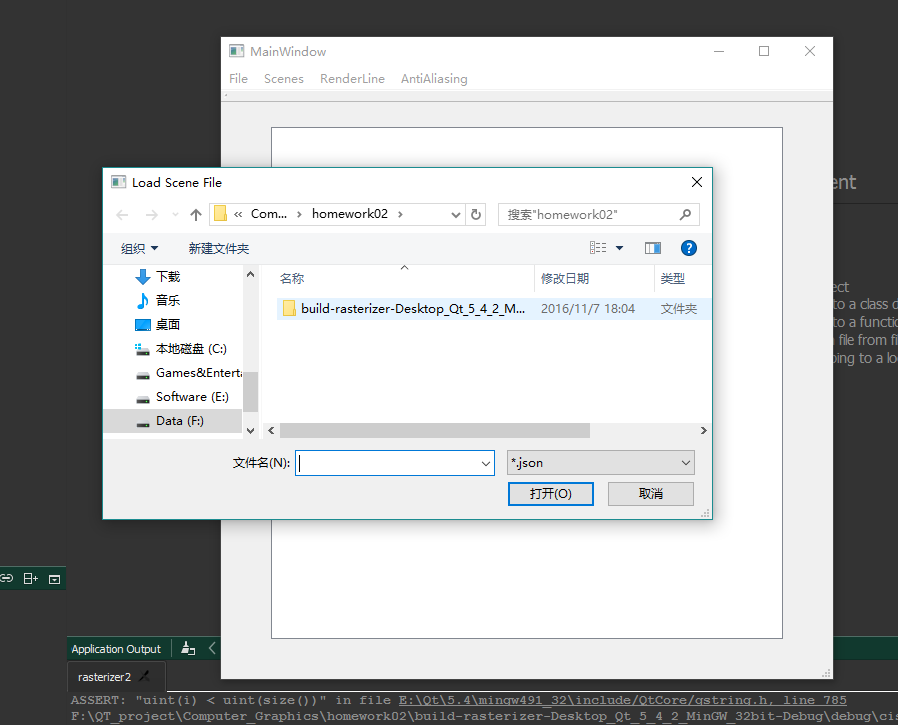 MainWindow
File Scenes RenderLine AntiAliasing
Load Scene File
« Com... › homework02 ›
搜索"homework02"
组织 新建文件夹
下载
音乐
桌面
本地磁盘 (C:)
Games&Enterta
Software (E:)
Data (F:)
名称 修改日期 类型
build-rasterizer-Desktop_Qt_5_4_2_M... 2016/11/7 18:04 文件夹
文件名(N): *.json
打开(O) 取消
ent
ect
to a class
to a functio
file from fi
ping to a lo
Application Output
rasterizer2
ASSERT: "uint(i) < uint(size())" in file E:\Qt\5.4\mingw491_32\include/QtCore/qstring.h, line 785
F:\QT_project\Computer_Graphics\homework02\build-rasterizer-Desktop_Qt_5_4_2_MinGW_32bit-Debug\debug\